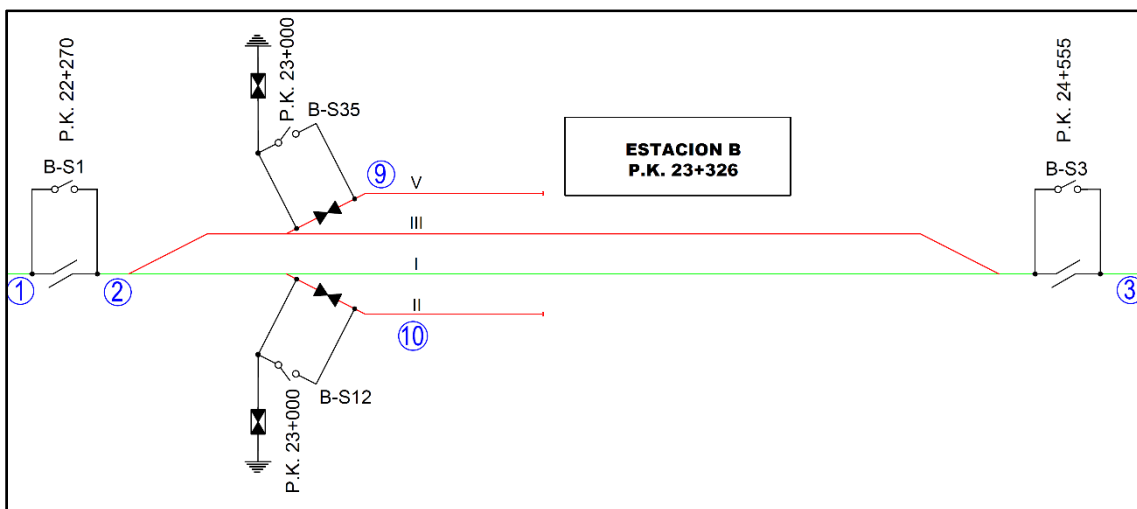 P.K. 22+270
B-S1
P.K. 23+000
B-S35
9
V
ESTACION B
P.K. 23+326
P.K. 24+555
B-S3
III
I
1
2
3
II
10
B-S12
P.K. 23+000